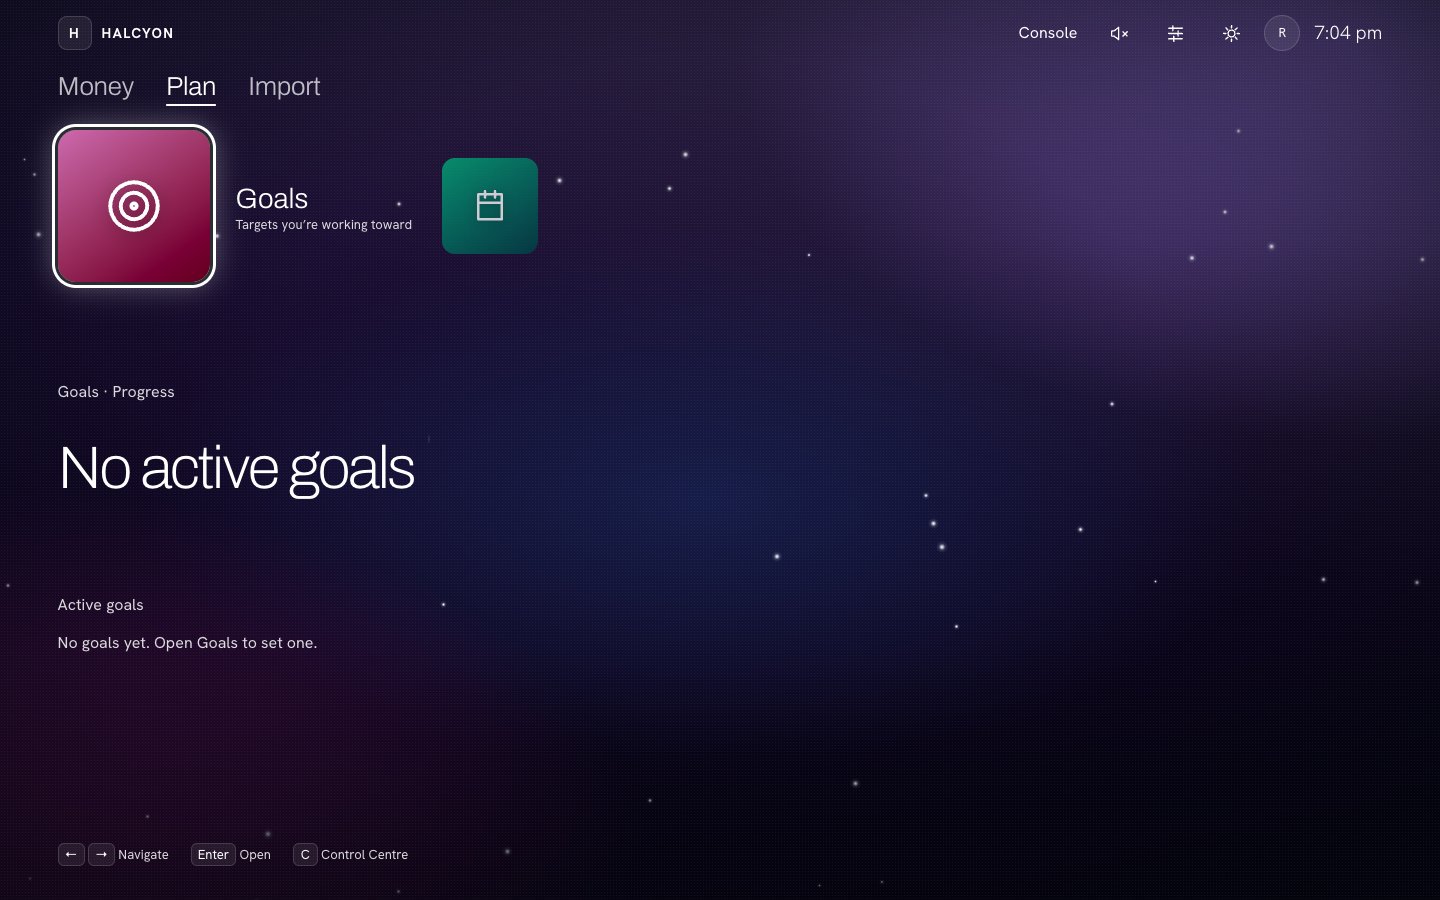 H HALCYON
Console
R
7:04 pm
Money Plan Import
Goals
Targets you’re working toward
Goals · Progress
No active goals
Active goals
No goals yet. Open Goals to set one.
← → Navigate Enter Open C Control Centre